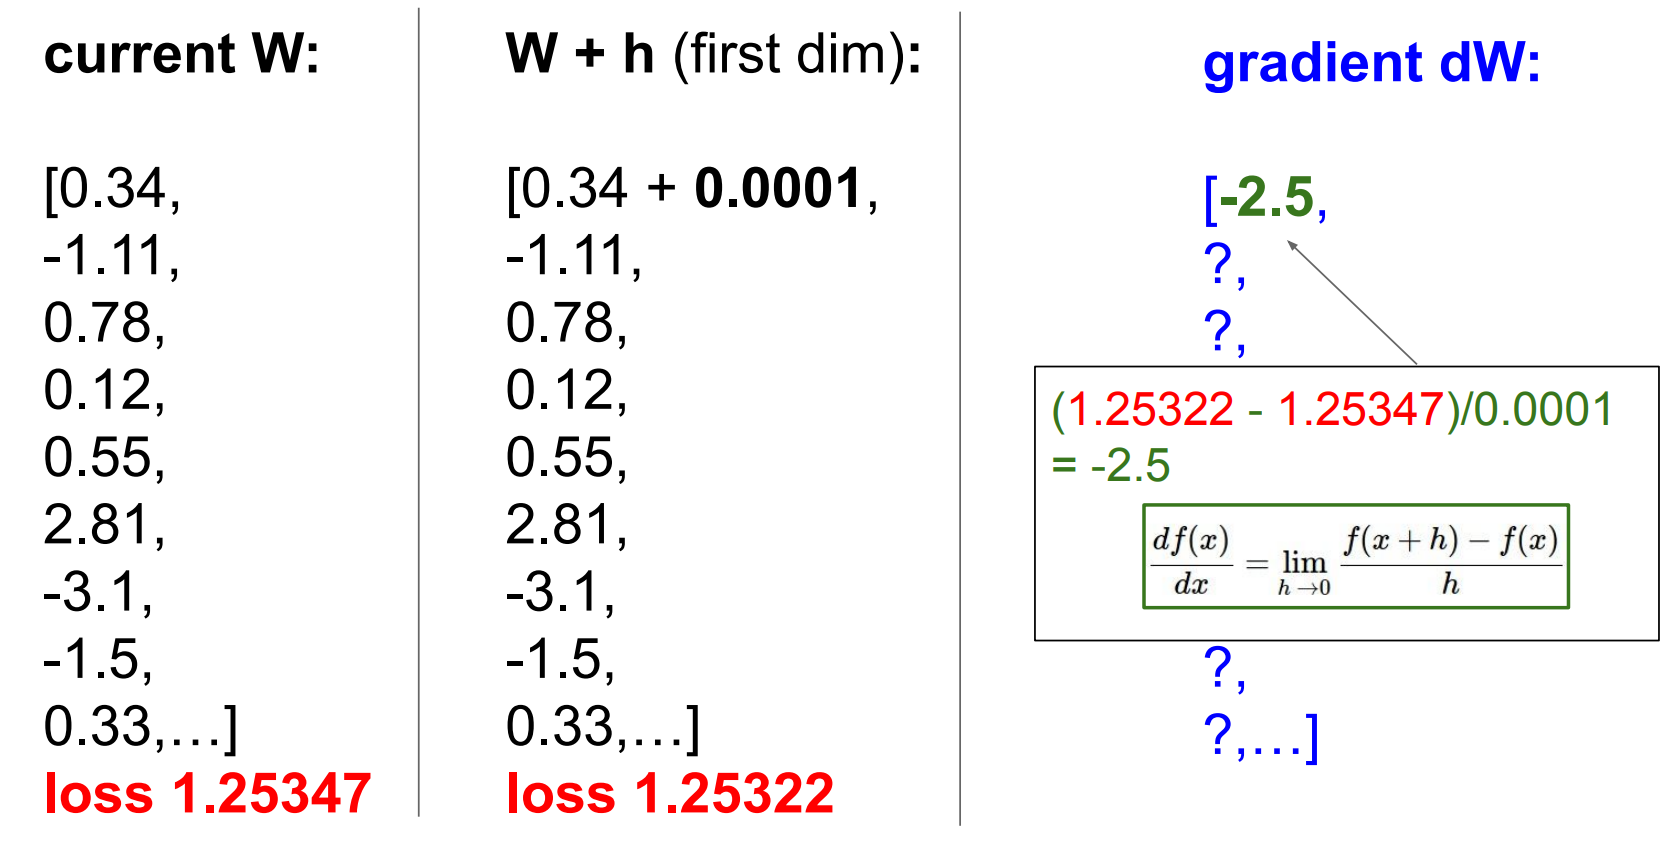 current W:
[0.34,
-1.11,
0.78,
0.12,
0.55,
2.81,
-3.1,
-1.5,
0.33,…]
loss 1.25347
W + h (first dim):
[0.34 + 0.0001,
-1.11,
0.78,
0.12,
0.55,
2.81,
-3.1,
-1.5,
0.33,…]
loss 1.25322
gradient dW:
[-2.5,
?,
?,
(1.25322 - 1.25347)/0.0001
= -2.5
df(x)/dx = lim h→0 f(x + h) − f(x)/h
?,
?,…]